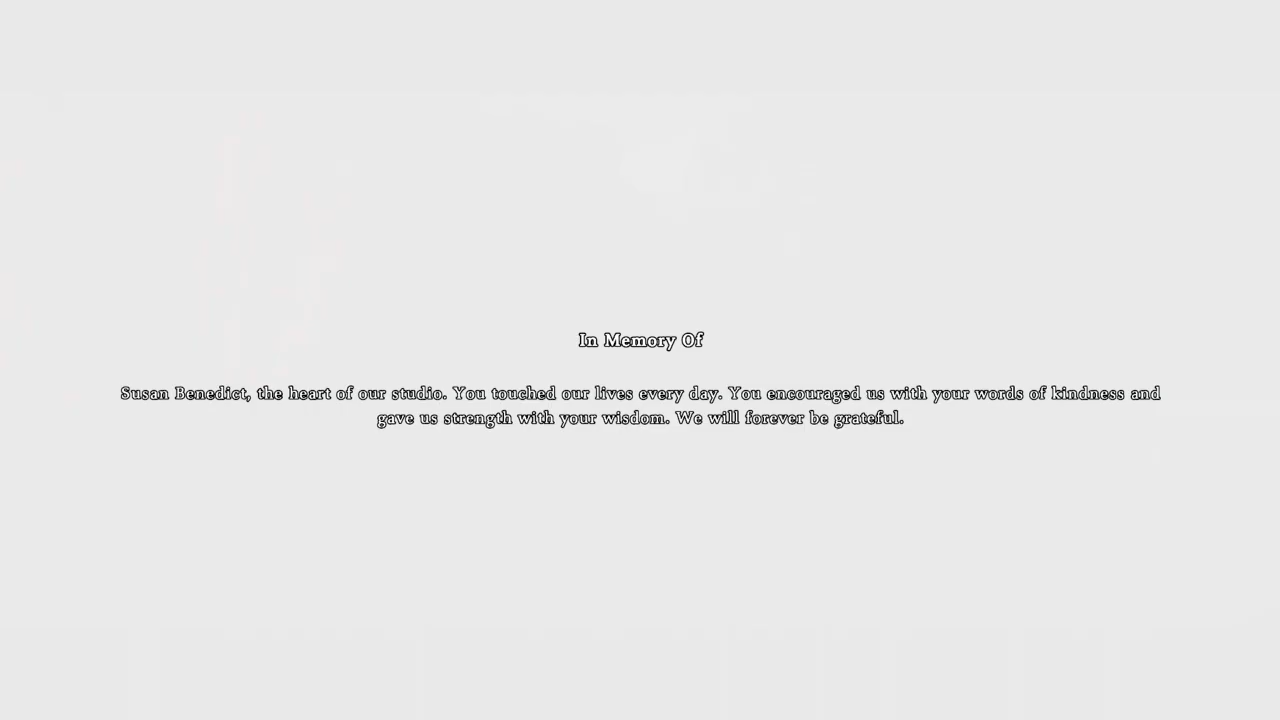 In Memory Of
Susan Benedict, the heart of our studio. You touched our lives every day. You encouraged us with your words of kindness and
gave us strength with your wisdom. We will forever be grateful.